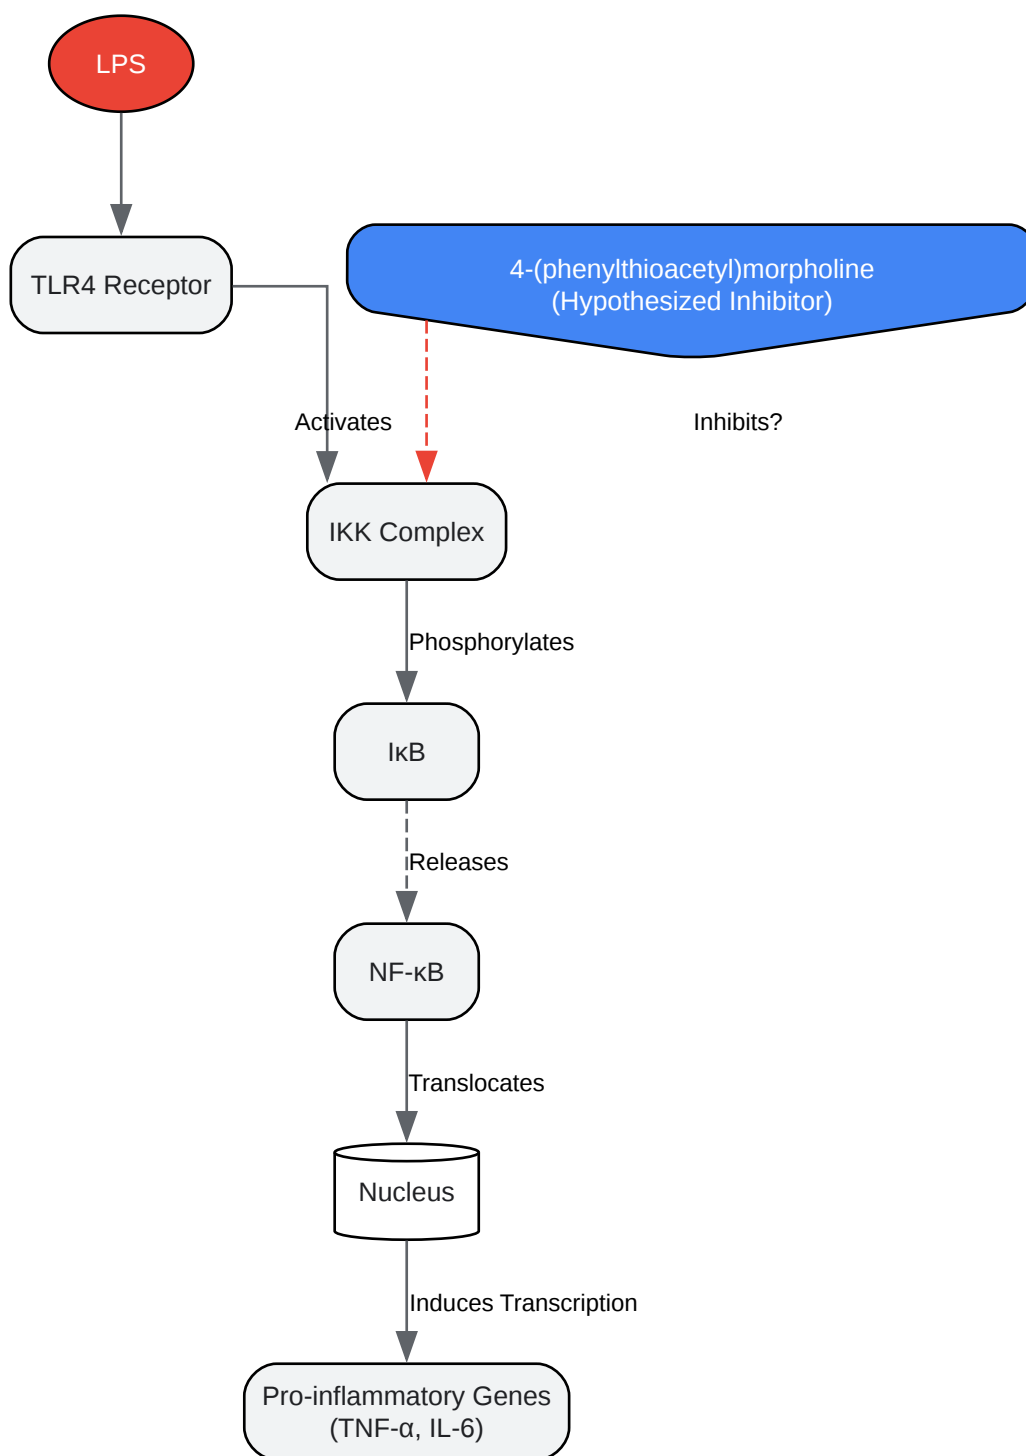 LPS
TLR4 Receptor
4-(phenylthioacetyl)morpholine
(Hypothesized Inhibitor)
Activates
Inhibits?
IKK Complex
Phosphorylates
IκB
Releases
NF-κB
Translocates
Nucleus
Induces Transcription
Pro-inflammatory Genes
(TNF-α, IL-6)